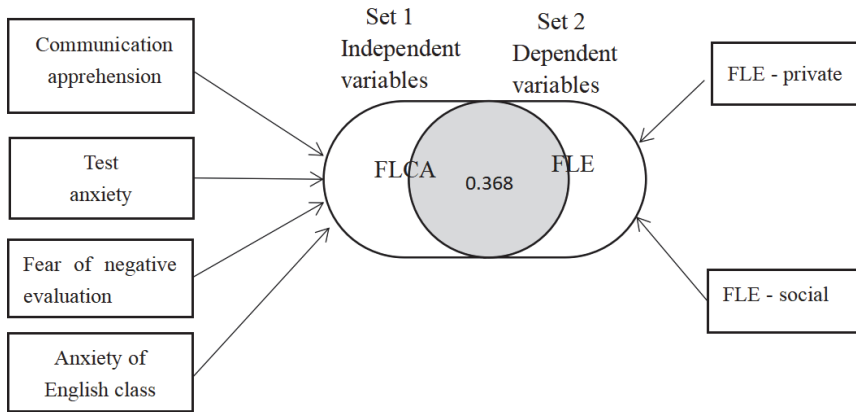 Communication
apprehension
Test
anxiety
Fear of negative
evaluation
Anxiety of
English class
Set 1
Independent
variables
Set 2
Dependent
variables
FLCA
0.368
FLE
FLE - private
FLE - social